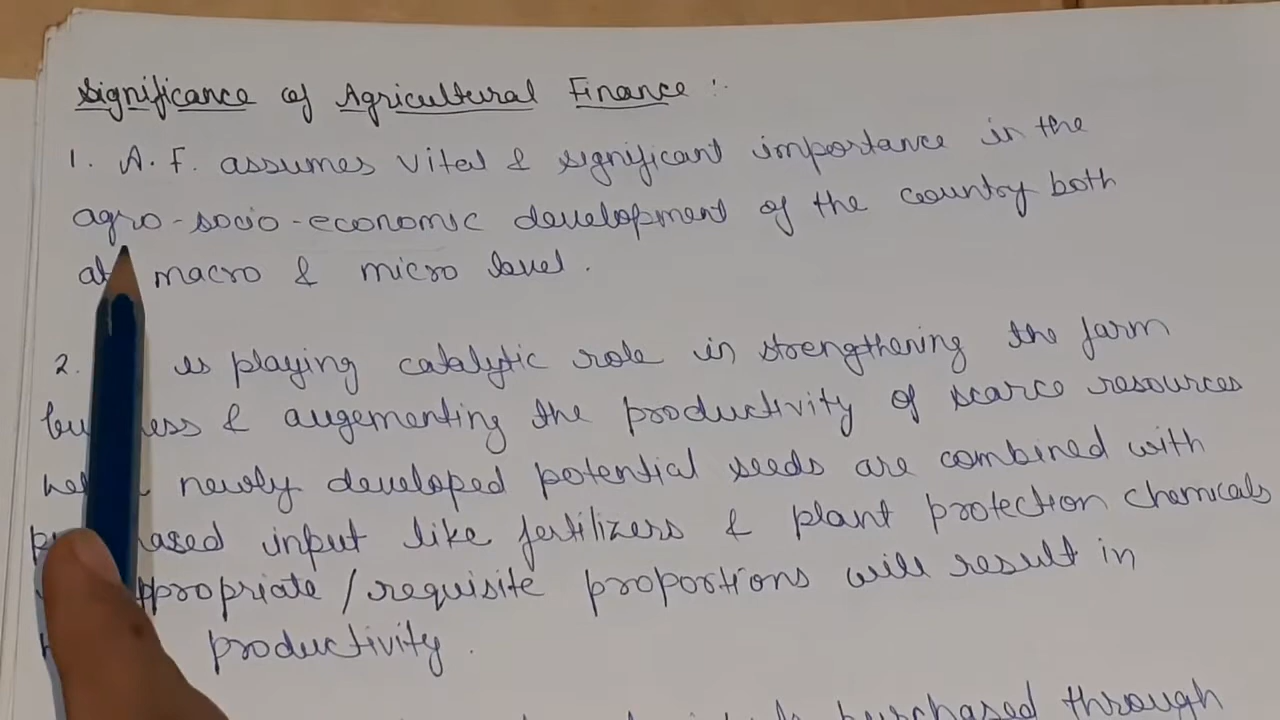 Significance of Agricultural Finance :
1. A.F. assumes vital & significant importance in the
agro-socio-economic development of the country both
at macro & micro level.
2. is playing catalytic role in strengthening the farm
& augementing the productivity of scarce resources
newly developed potential seeds are combined with
input like fertilizers & plant protection chemicals
/requisite proportions will result in
productivity.
purchased through